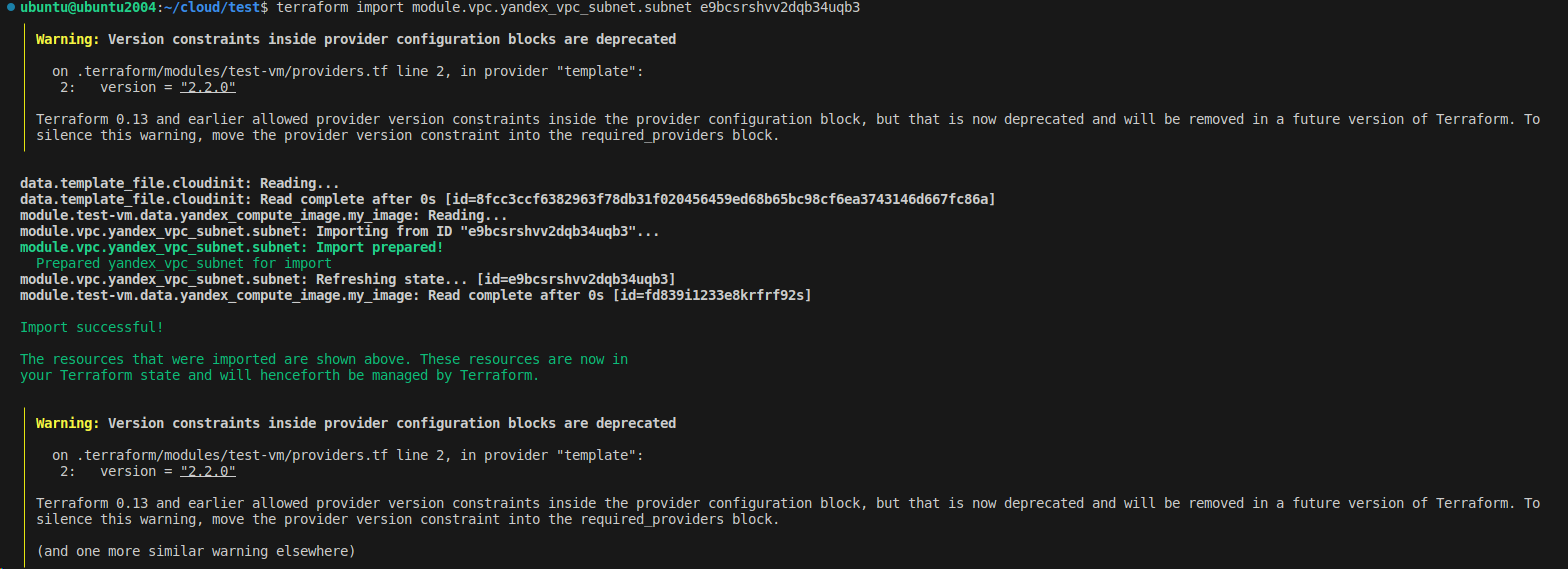 ubuntu@ubuntu2004:~/cloud/test$ terraform import module.vpc.yandex_vpc_subnet.subnet e9bcsrshvv2dqb34uqb3
Warning: Version constraints inside provider configuration blocks are deprecated
on .terraform/modules/test-vm/providers.tf line 2, in provider "template":
2: version = "2.2.0"
Terraform 0.13 and earlier allowed provider version constraints inside the provider configuration block, but that is now deprecated and will be removed in a future version of Terraform. To
silence this warning, move the provider version constraint into the required_providers block.
data.template_file.cloudinit: Reading...
data.template_file.cloudinit: Read complete after 0s [id=8fcc3ccf6382963f78db31f020456459ed68b65bc98cf6ea3743146d667fc86a]
module.test-vm.data.yandex_compute_image.my_image: Reading...
module.vpc.yandex_vpc_subnet.subnet: Importing from ID "e9bcsrshvv2dqb34uqb3"...
module.vpc.yandex_vpc_subnet.subnet: Import prepared!
Prepared yandex_vpc_subnet for import
module.vpc.yandex_vpc_subnet.subnet: Refreshing state... [id=e9bcsrshvv2dqb34uqb3]
module.test-vm.data.yandex_compute_image.my_image: Read complete after 0s [id=fd839i1233e8krfrf92s]
Import successful!
The resources that were imported are shown above. These resources are now in
your Terraform state and will henceforth be managed by Terraform.
Warning: Version constraints inside provider configuration blocks are deprecated
on .terraform/modules/test-vm/providers.tf line 2, in provider "template":
2: version = "2.2.0"
Terraform 0.13 and earlier allowed provider version constraints inside the provider configuration block, but that is now deprecated and will be removed in a future version of Terraform. To
silence this warning, move the provider version constraint into the required_providers block.
(and one more similar warning elsewhere)